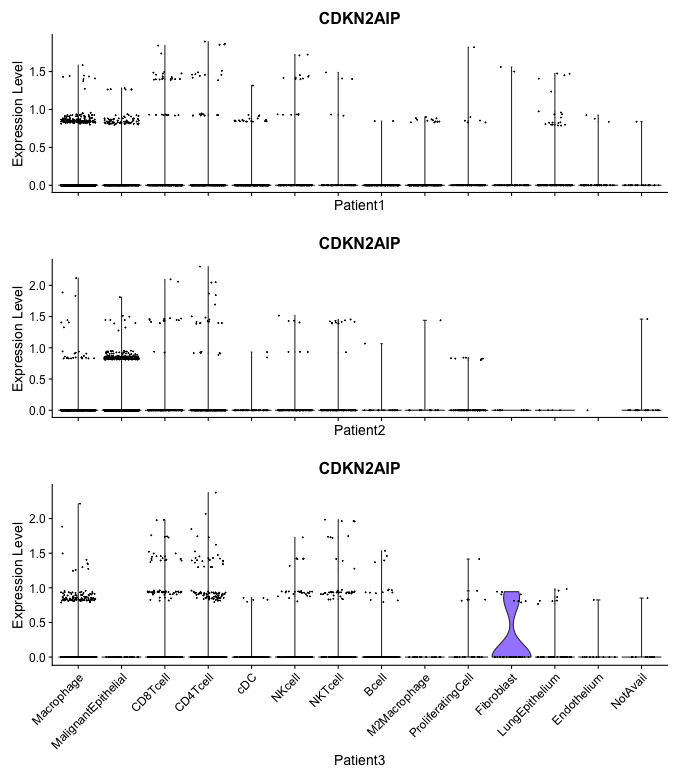 CDKN2AIP
Expression Level
1.5
1.0
0.5
0.0
Patient1
CDKN2AIP
Expression Level
2.0
1.5
1.0
0.5
0.0
Patient2
CDKN2AIP
Expression Level
2.0
1.5
1.0
0.5
0.0
Macrophage
MalignantEpithelial
CD8Tcell
CD4Tcell
cDC
NKcell
NKTcell
Bcell
M2Macrophage
ProliferatingCell
Fibroblast
LungEpithelium
Endothelium
NotAvail
Patient3